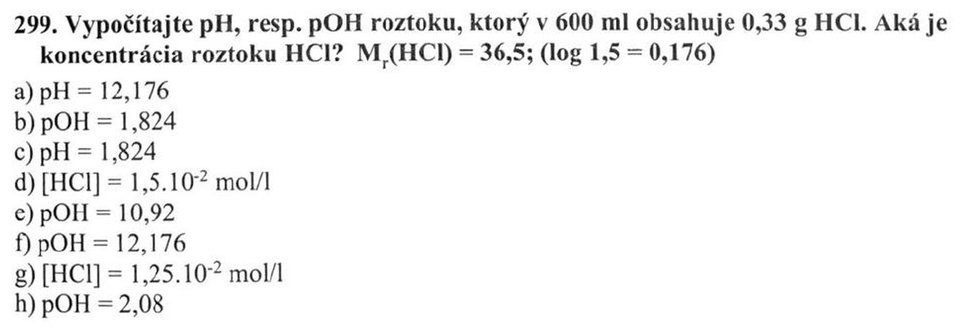 299. Vypočítajte pH, resp. pOH roztoku, ktorý v 600 ml obsahuje 0,33 g HCl. Aká je
koncentrácia roztoku HCl? Mᵣ(HCl) = 36,5; (log 1,5 = 0,176)
a) pH = 12,176
b) pOH = 1,824
c) pH = 1,824
d) [HCl] = 1,5.10⁻² mol/l
e) pOH = 10,92
f) pOH = 12,176
g) [HCl] = 1,25.10⁻² mol/l
h) pOH = 2,08